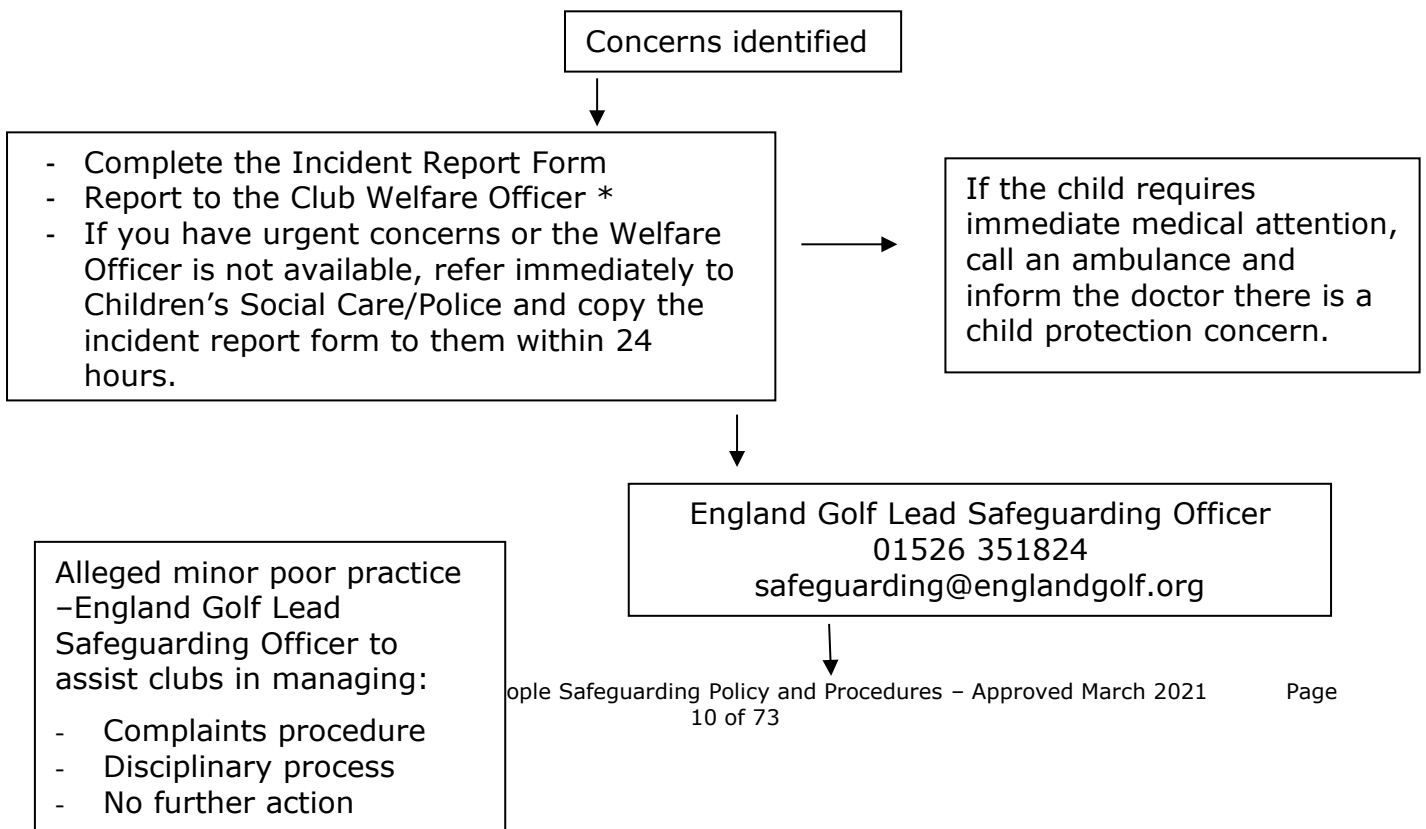 Concerns identified
- Complete the Incident Report Form
- Report to the Club Welfare Officer *
- If you have urgent concerns or the Welfare
Officer is not available, refer immediately to
Children’s Social Care/Police and copy the
incident report form to them within 24
hours.
If the child requires
immediate medical attention,
call an ambulance and
inform the doctor there is a
child protection concern.
England Golf Lead Safeguarding Officer
01526 351824
safeguarding@englandgolf.org
Alleged minor poor practice
–England Golf Lead
Safeguarding Officer to
assist clubs in managing:
- Complaints procedure
- Disciplinary process
- No further action
Safeguarding Policy and Procedures – Approved March 2021 Page
10 of 73